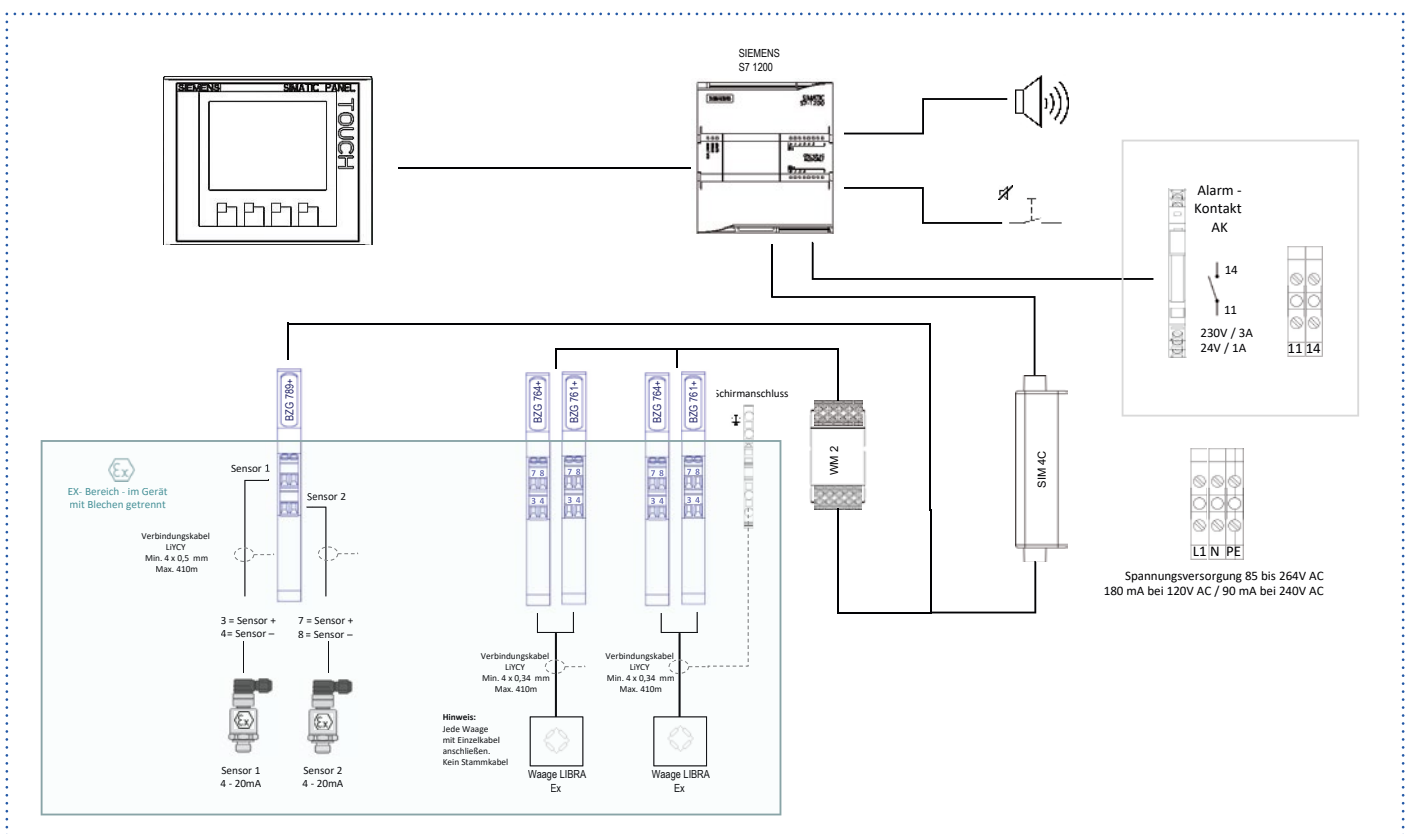 SIEMENS
S7 1200
SIEMENS
SIMATIC PANEL
TOUCH
SIEMENS
SIMATIC
S7-1200
Alarm -
Kontakt
AK
14
11
230V / 3A
24V / 1A
11 14
BZG 789+
BZG 764+
BZG 761+
BZG 764+
BZG 761+
Schirmanschluss
WM 2
SIM 4C
Ex
EX- Bereich - im Gerät
mit Blechen getrennt
Sensor 1
Sensor 2
7 8
3 4
7 8
3 4
7 8
3 4
7 8
3 4
Verbindungskabel
LiYCY
Min. 4 x 0,5 mm
Max. 410m
L1 N PE
Spannungsversorgung 85 bis 264V AC
180 mA bei 120V AC / 90 mA bei 240V AC
3 = Sensor +
4= Sensor –
7 = Sensor +
8 = Sensor –
Verbindungskabel
LiYCY
Min. 4 x 0,34 mm
Max. 410m
Verbindungskabel
LiYCY
Min. 4 x 0,34 mm
Max. 410m
Ex
Ex
Hinweis:
Jede Waage
mit Einzelkabel
anschließen.
Kein Stammkabel
Sensor 1
4 - 20mA
Sensor 2
4 - 20mA
Waage LIBRA
Ex
Waage LIBRA
Ex